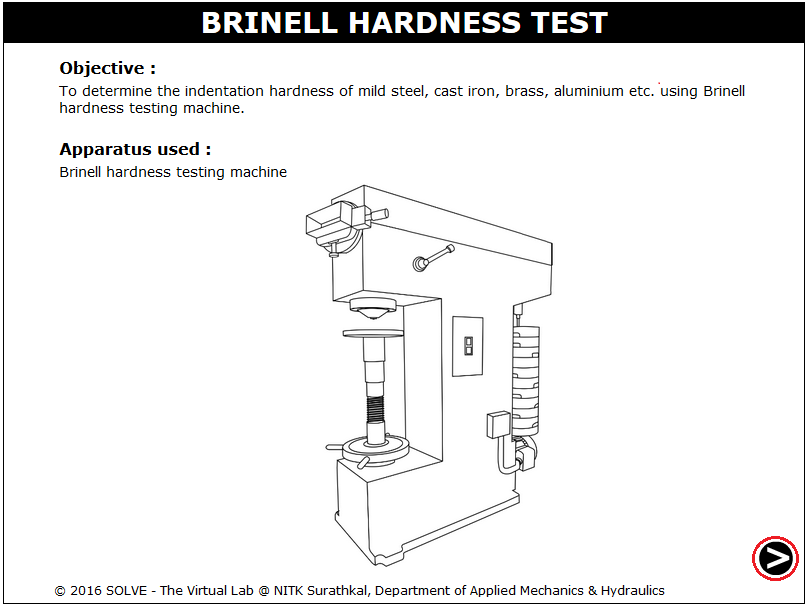 BRINELL HARDNESS TEST
Objective :
To determine the indentation hardness of mild steel, cast iron, brass, aluminium etc. using Brinell
hardness testing machine.
Apparatus used :
Brinell hardness testing machine
© 2016 SOLVE - The Virtual Lab @ NITK Surathkal, Department of Applied Mechanics & Hydraulics